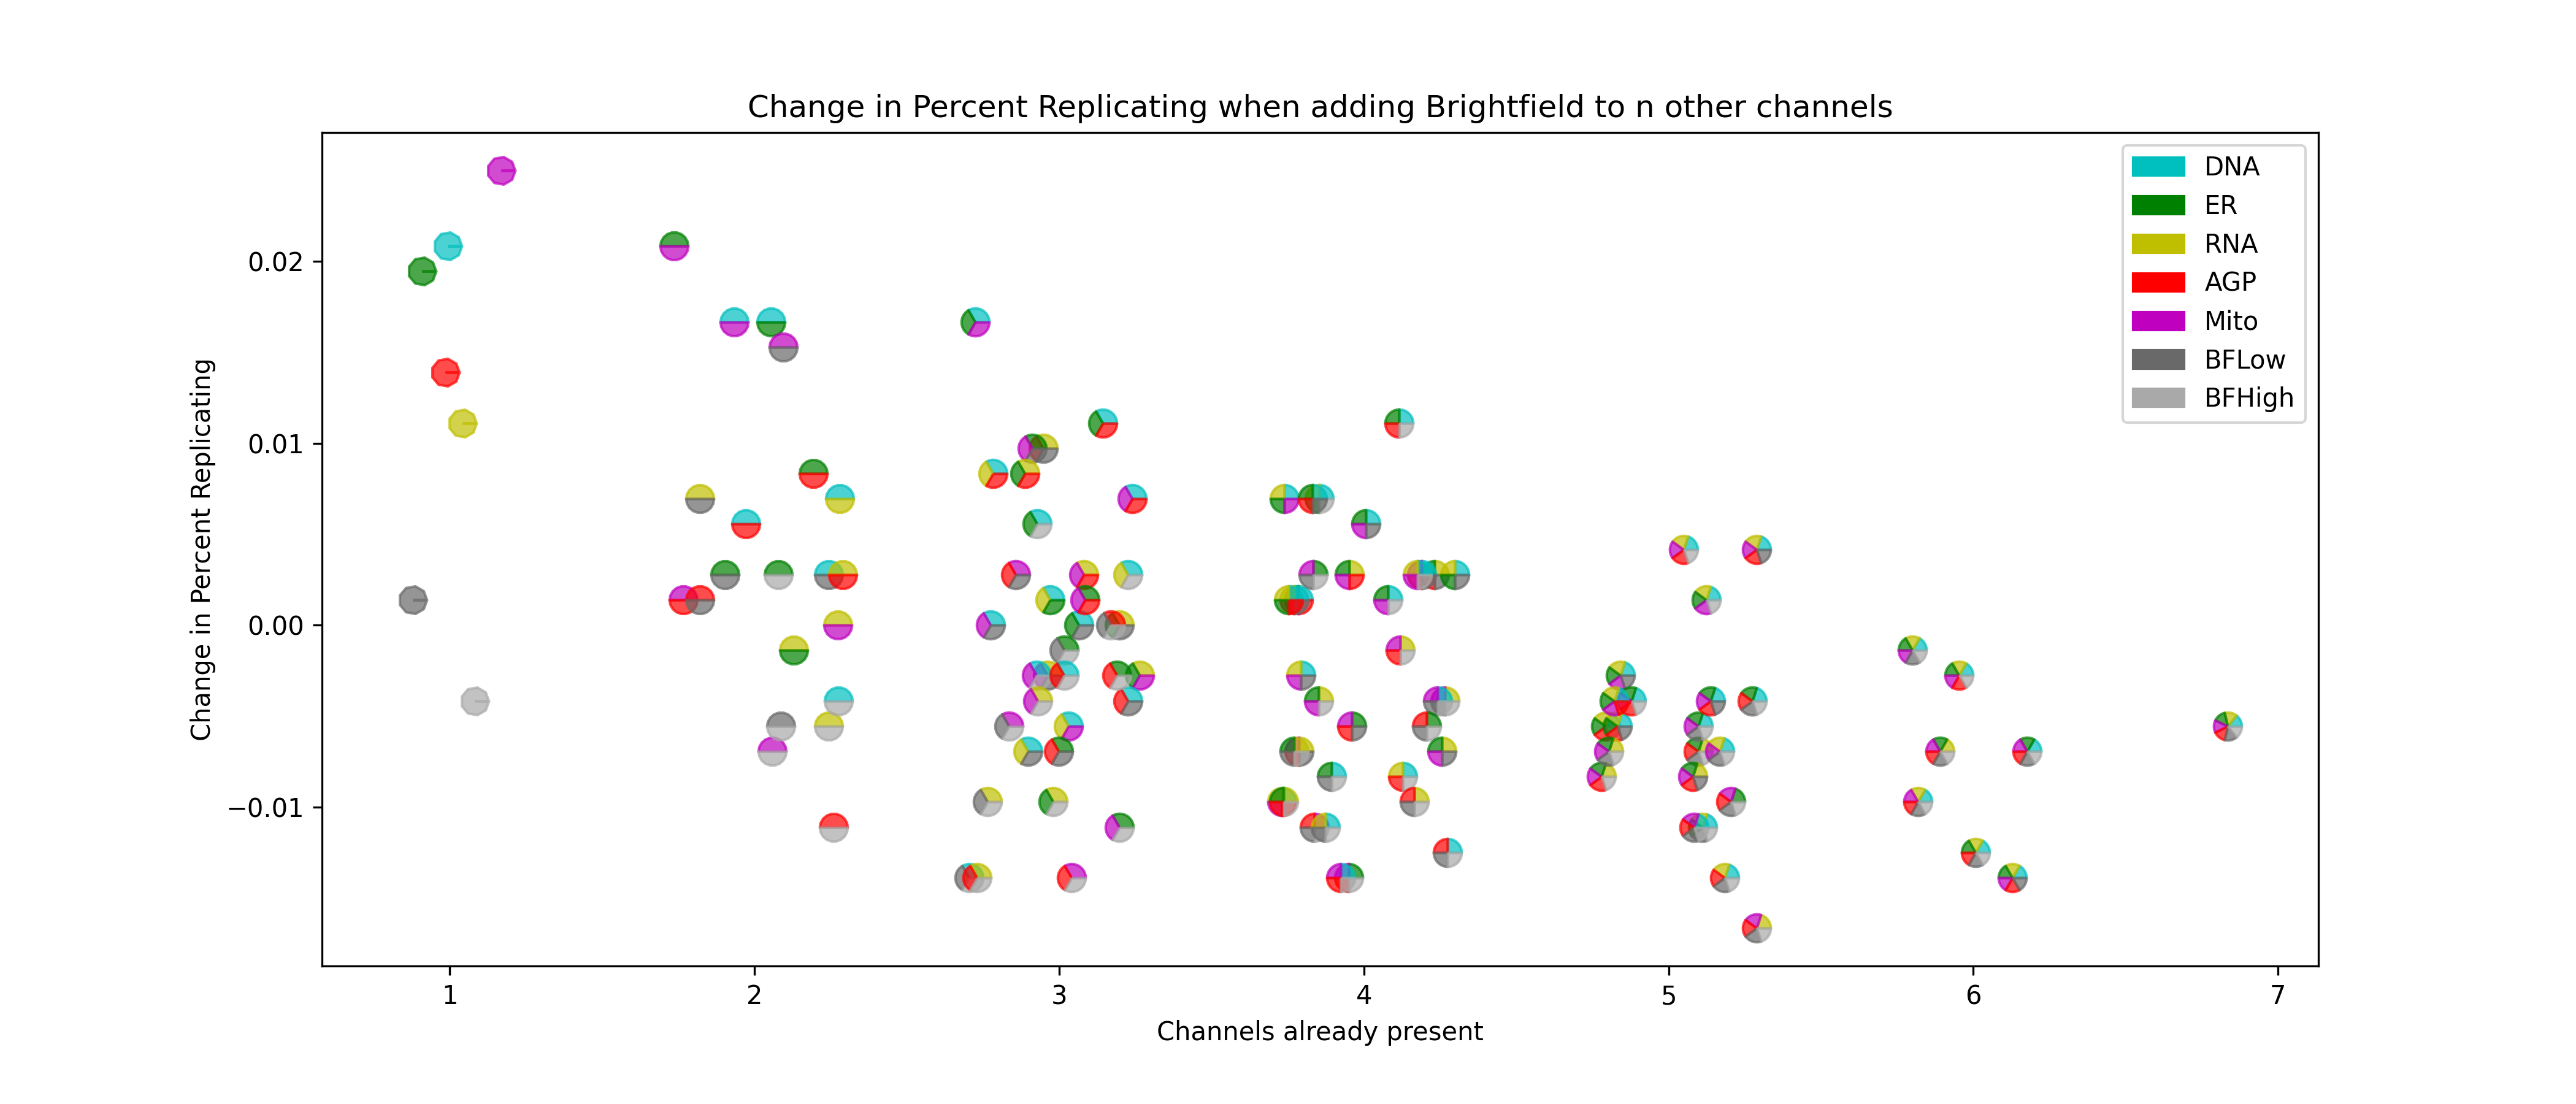 Change in Percent Replicating when adding Brightfield to n other channels
DNA
ER
RNA
AGP
Mito
BFLow
BFHigh
Change in Percent Replicating
0.02
0.01
0.00
−0.01
1 2 3 4 5 6 7
Channels already present